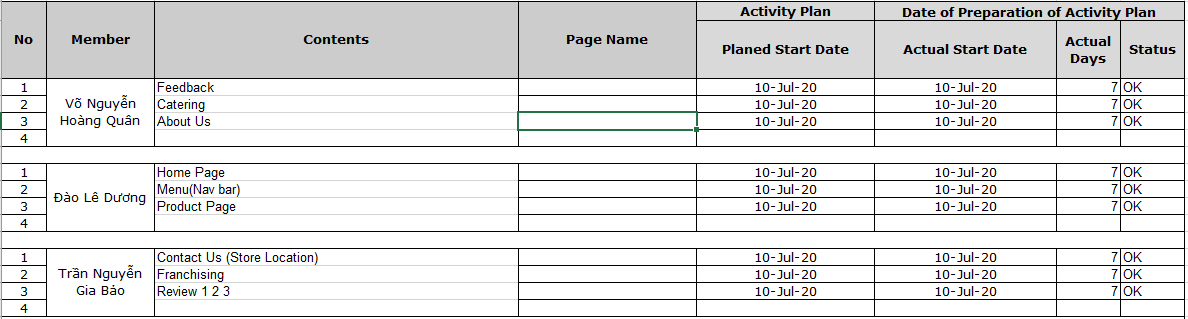 No Member Contents Page Name Activity Plan Date of Preparation of Activity Plan
Planed Start Date Actual Start Date Actual Days Status
1 Feedback 10-Jul-20 10-Jul-20 7 OK
Võ Nguyễn Hoàng Quân
2 Catering 10-Jul-20 10-Jul-20 7 OK
3 About Us 10-Jul-20 10-Jul-20 7 OK
4
1 Home Page 10-Jul-20 10-Jul-20 7 OK
2 Đào Lê Dương Menu(Nav bar) 10-Jul-20 10-Jul-20 7 OK
3 Product Page 10-Jul-20 10-Jul-20 7 OK
4
1 Contact Us (Store Location) 10-Jul-20 10-Jul-20 7 OK
Trần Nguyễn Gia Bảo
2 Franchising 10-Jul-20 10-Jul-20 7 OK
3 Review 1 2 3 10-Jul-20 10-Jul-20 7 OK
4